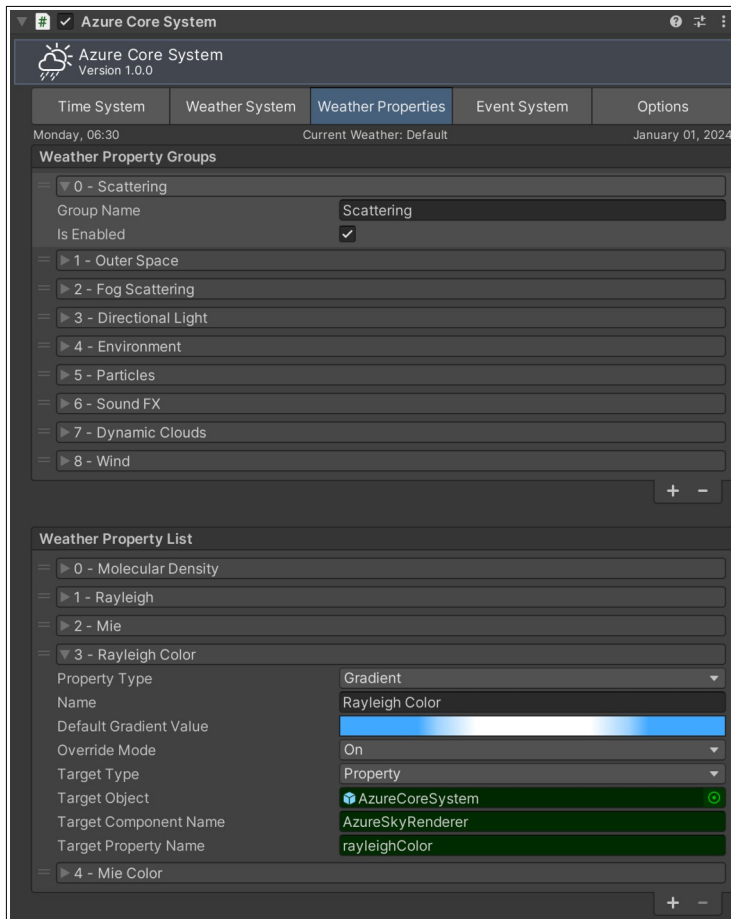 # Azure Core System
Azure Core System
Version 1.0.0
Time System Weather System Weather Properties Event System Options
Monday, 06:30 Current Weather: Default January 01, 2024
Weather Property Groups
0 - Scattering
Group Name Scattering
Is Enabled
1 - Outer Space
2 - Fog Scattering
3 - Directional Light
4 - Environment
5 - Particles
6 - Sound FX
7 - Dynamic Clouds
8 - Wind
+ -
Weather Property List
0 - Molecular Density
1 - Rayleigh
2 - Mie
3 - Rayleigh Color
Property Type Gradient
Name Rayleigh Color
Default Gradient Value
Override Mode On
Target Type Property
Target Object AzureCoreSystem
Target Component Name AzureSkyRenderer
Target Property Name rayleighColor
4 - Mie Color
+ -